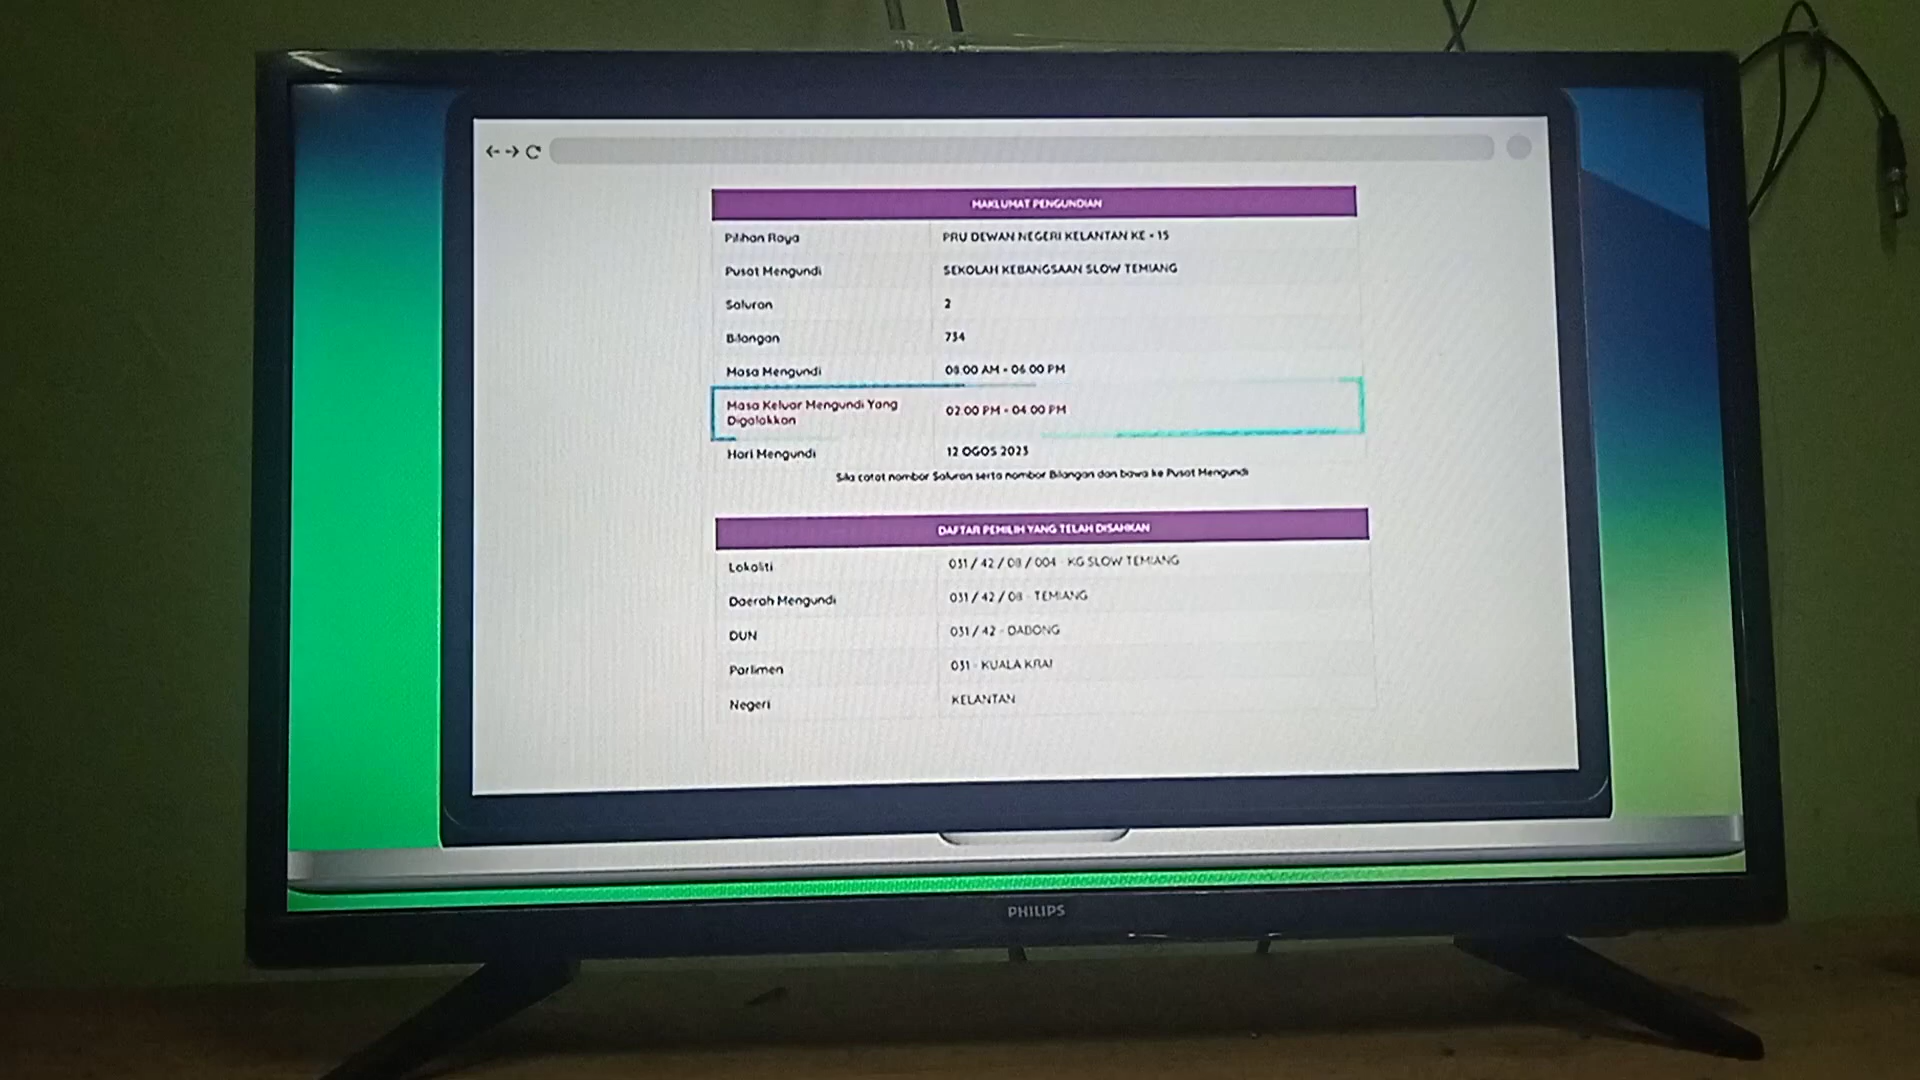 MAKLUMAT PENGUNDIAN
Pilihan Raya PRU DEWAN NEGERI KELANTAN KE - 15
Pusat Mengundi SEKOLAH KEBANGSAAN SLOW TEMIANG
Saluran 2
Bilangan 734
Masa Mengundi 08.00 AM - 06.00 PM
Masa Keluar Mengundi Yang Digalakkan 02.00 PM - 04.00 PM
Hari Mengundi 12 OGOS 2023
Sila catat nombor Saluran serta nombor Bilangan dan bawa ke Pusat Mengundi
DAFTAR PEMILIH YANG TELAH DISAHKAN
Lokaliti 031 / 42 / 08 / 004 - KG SLOW TEMIANG
Daerah Mengundi 031 / 42 / 08 - TEMIANG
DUN 031 / 42 - DABONG
Parlimen 031 - KUALA KRAI
Negeri KELANTAN
PHILIPS